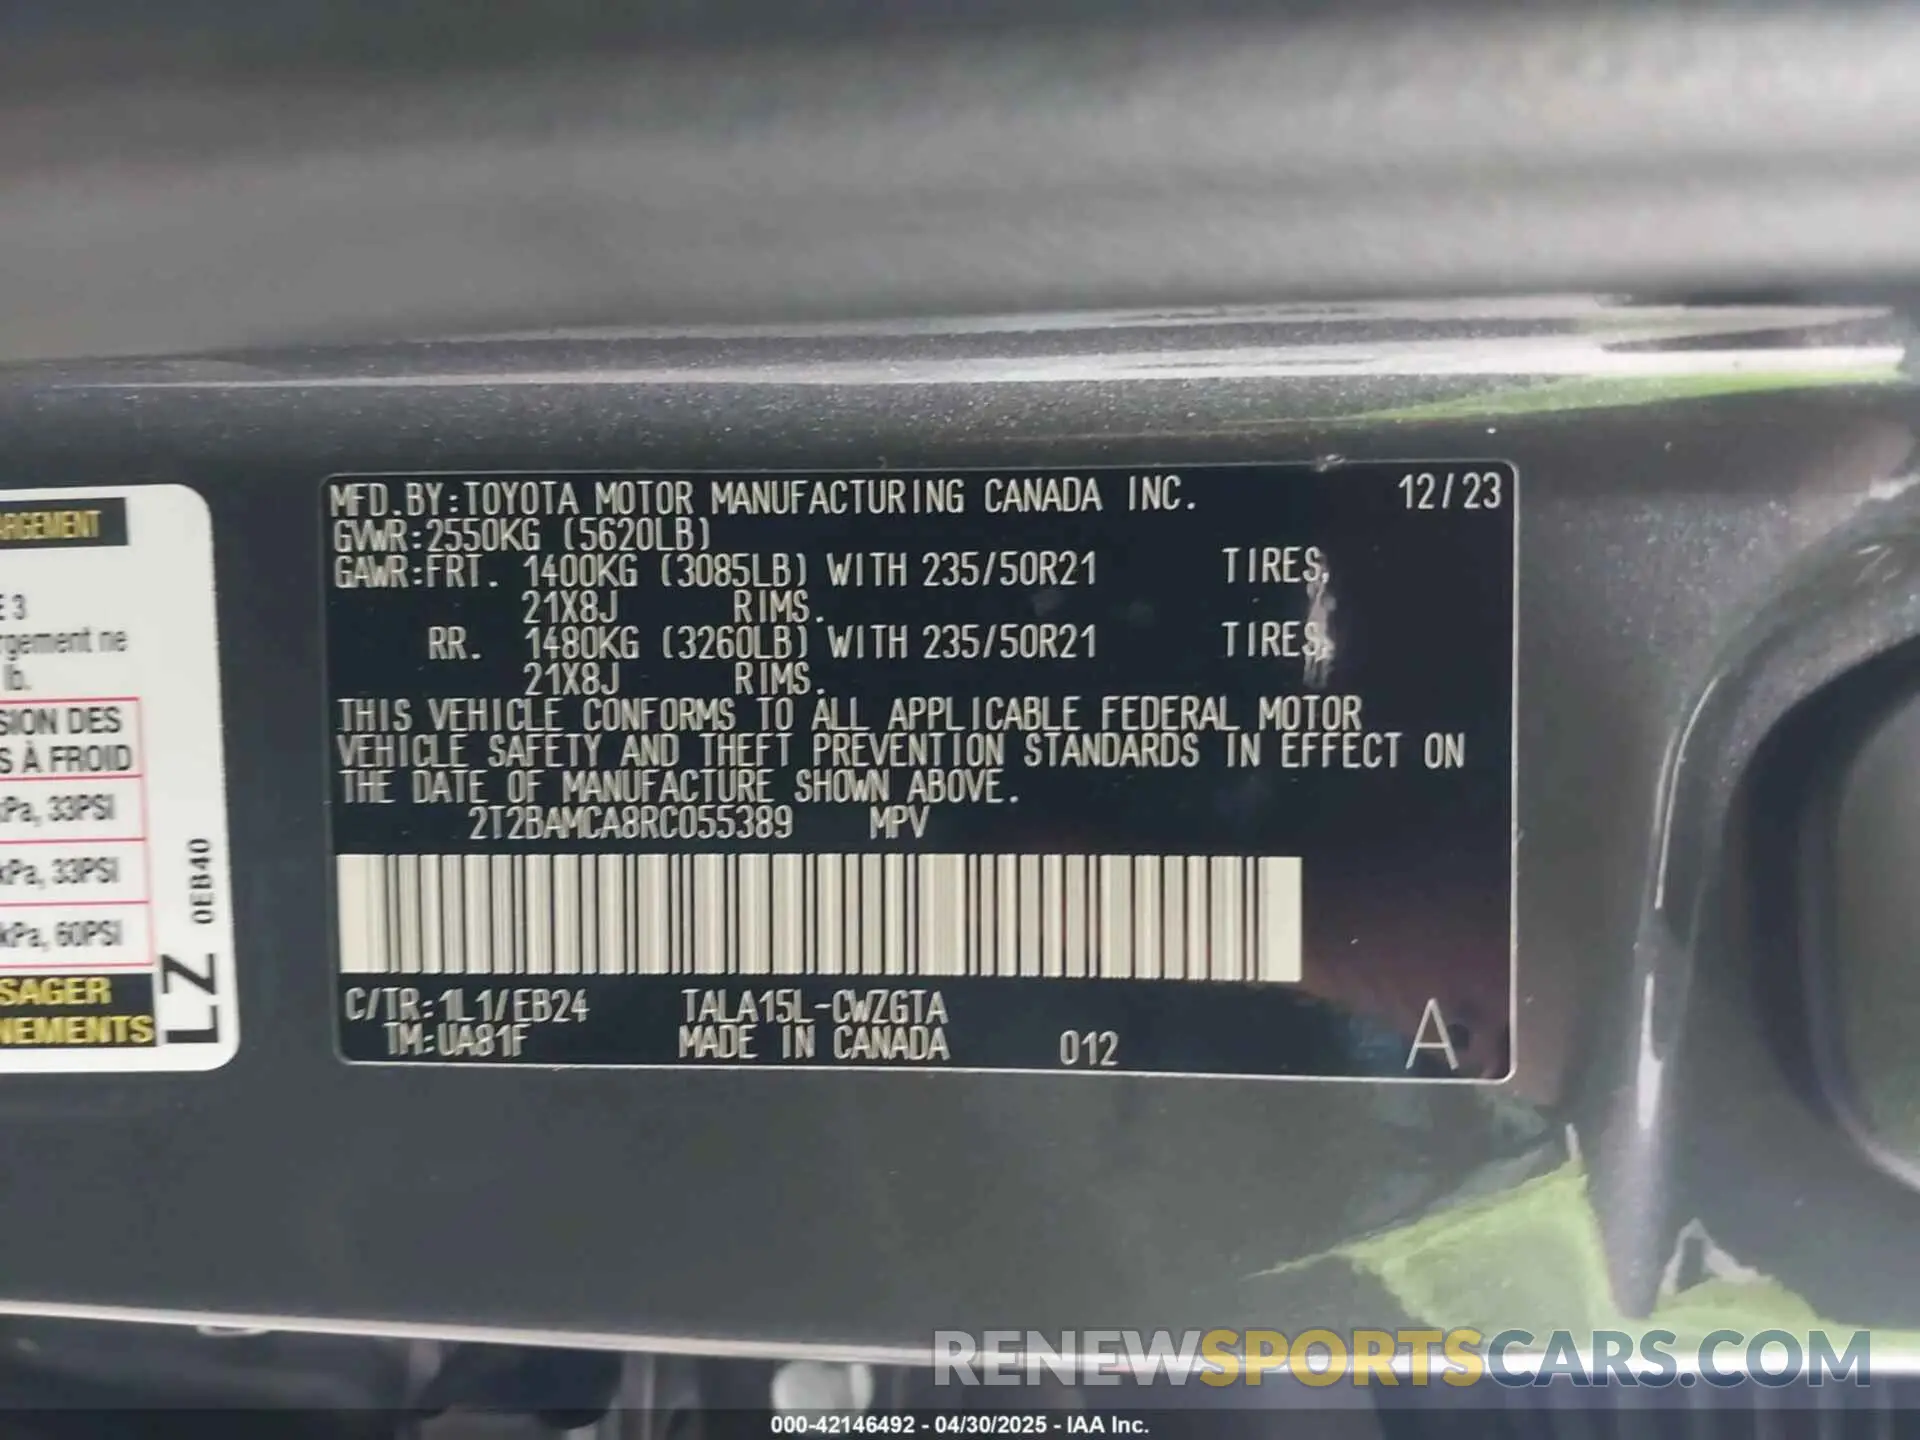 ARGEMENT
E 3
rgement ne
lb.
SION DES
S À FROID
kPa, 33PSI
kPa, 33PSI
kPa, 60PSI
SAGER
NEMENTS
LZ 0EB40
MFD.BY:TOYOTA MOTOR MANUFACTURING CANADA INC. 12/23
GVWR:2550KG (5620LB)
GAWR:FRT. 1400KG (3085LB) WITH 235/50R21 TIRES,
21X8J RIMS.
RR. 1480KG (3260LB) WITH 235/50R21 TIRES,
21X8J RIMS.
THIS VEHICLE CONFORMS TO ALL APPLICABLE FEDERAL MOTOR
VEHICLE SAFETY AND THEFT PREVENTION STANDARDS IN EFFECT ON
THE DATE OF MANUFACTURE SHOWN ABOVE.
2T2BAMCA8RC055389 MPV
C/TR:1L1/EB24 TALA15L-CWZGTA
TM:UA81F MADE IN CANADA 012 A
RENEWSPORTSCARS.COM
000-42146492 - 04/30/2025 - IAA Inc.